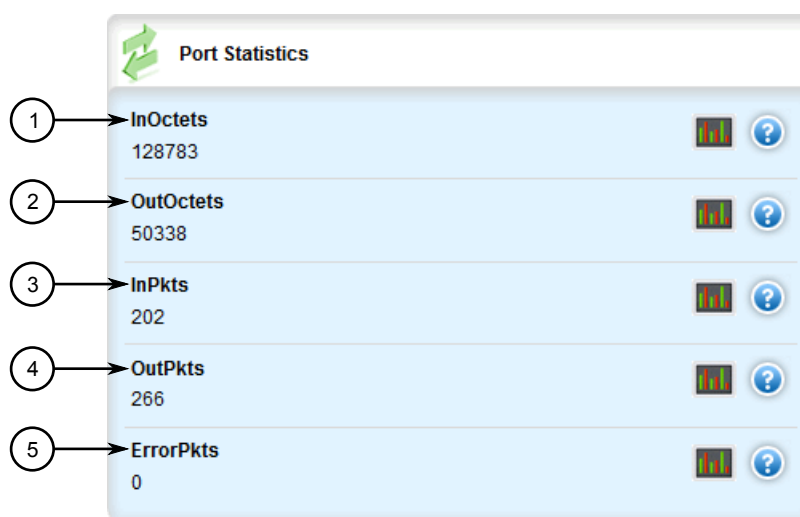 Port Statistics
1
InOctets
128783
2
OutOctets
50338
3
InPkts
202
4
OutPkts
266
5
ErrorPkts
0